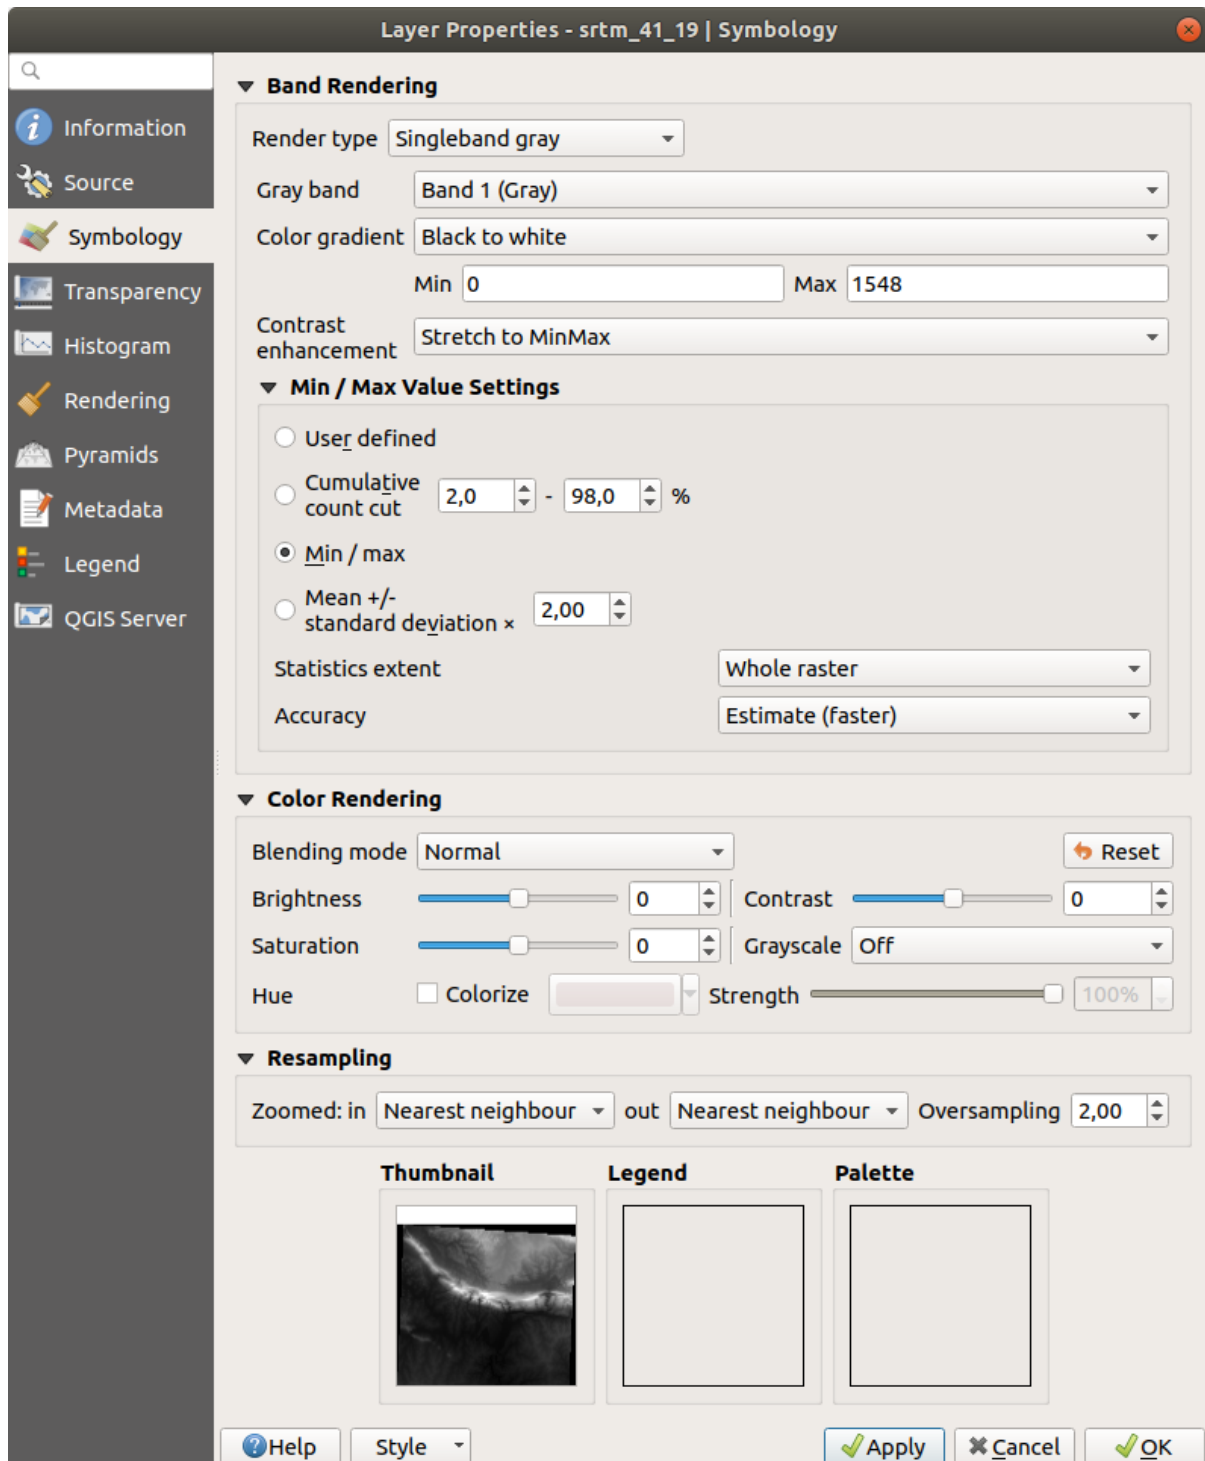 Layer Properties - srtm_41_19 | Symbology
Information
Source
Symbology
Transparency
Histogram
Rendering
Pyramids
Metadata
Legend
QGIS Server
Band Rendering
Render type Singleband gray
Gray band Band 1 (Gray)
Color gradient Black to white
Min 0 Max 1548
Contrast
enhancement Stretch to MinMax
Min / Max Value Settings
User defined
Cumulative
count cut 2,0 - 98,0 %
Min / max
Mean +/-
standard deviation × 2,00
Statistics extent Whole raster
Accuracy Estimate (faster)
Color Rendering
Blending mode Normal Reset
Brightness 0 Contrast 0
Saturation 0 Grayscale Off
Hue Colorize Strength 100%
Resampling
Zoomed: in Nearest neighbour out Nearest neighbour Oversampling 2,00
Thumbnail Legend Palette
Help Style Apply Cancel OK